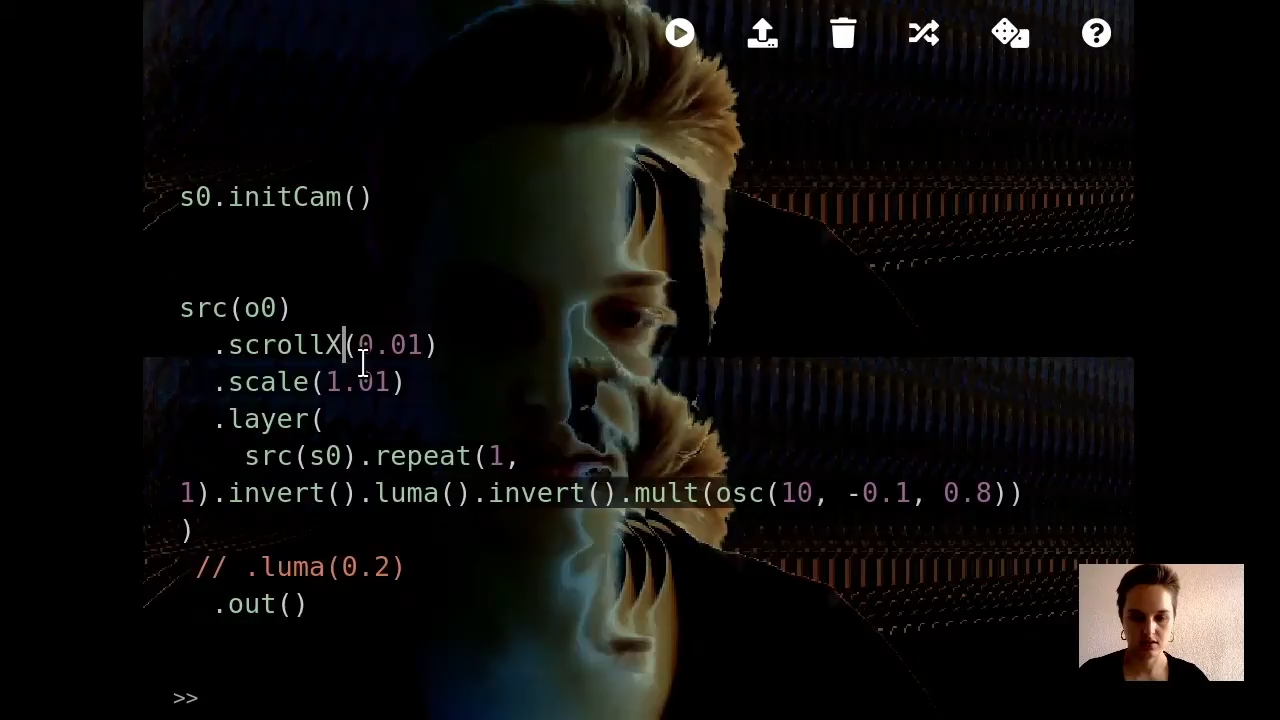 s0.initCam()
src(o0)
.scrollX(0.01)
.scale(1.01)
.layer(
src(s0).repeat(1,
1).invert().luma().invert().mult(osc(10, -0.1, 0.8))
)
// .luma(0.2)
.out()
>>